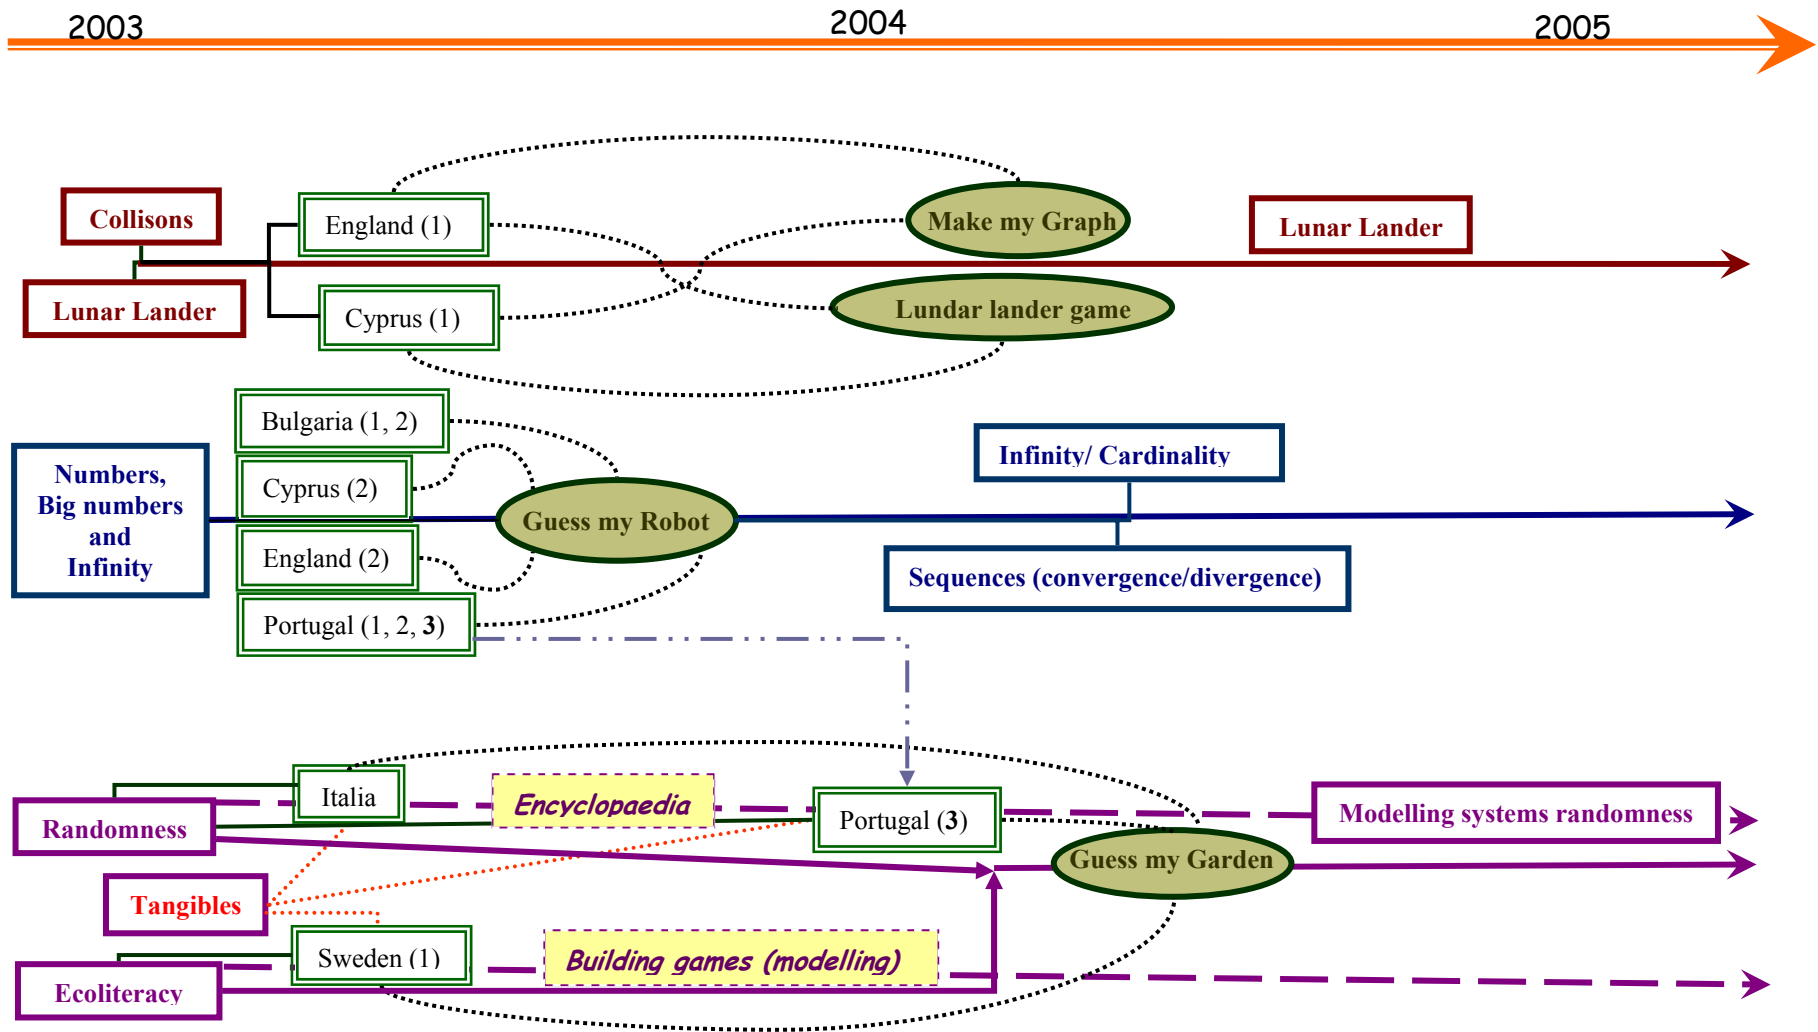 2003
2004
2005
Collisons
England (1)
Make my Graph
Lunar Lander
Lunar Lander
Cyprus (1)
Lundar lander game
Bulgaria (1, 2)
Numbers,
Big numbers
and
Infinity
Cyprus (2)
England (2)
Portugal (1, 2, 3)
Guess my Robot
Infinity/ Cardinality
Sequences (convergence/divergence)
Italia
Encyclopaedia
Portugal (3)
Modelling systems randomness
Randomness
Guess my Garden
Tangibles
Sweden (1)
Building games (modelling)
Ecoliteracy